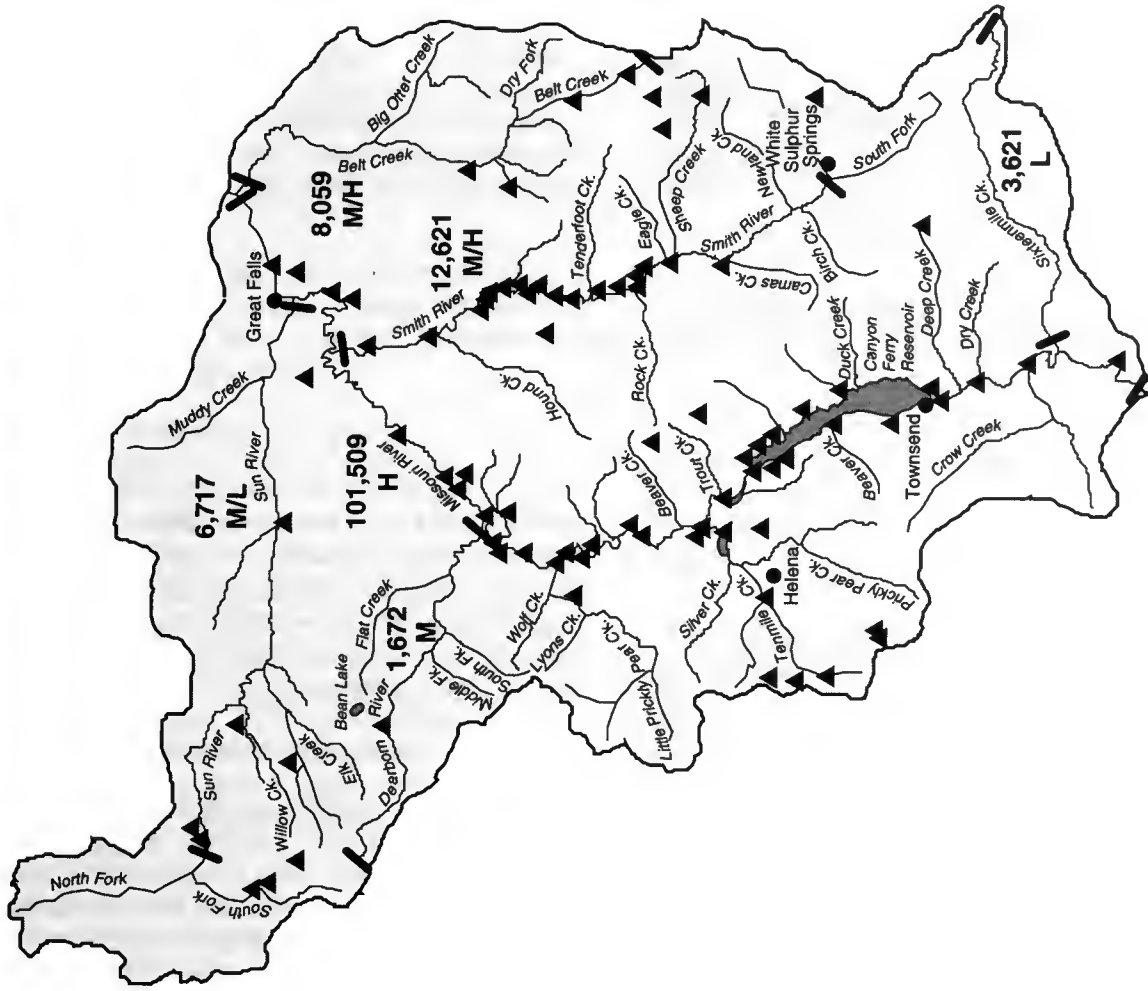 North Fork
South Fork
Sun River
Willow Ck.
Elk
Creek
Bean Lake
Flat Creek
Dearborn
River
1,672
M
Middle Fk.
South Fk.
Muddy Creek
Sun River
6,717
M/L
101,509
H
Missouri River
Great Falls
8,059
M/H
Belt Creek
Big Otter Creek
Dry Fork
Belt Creek
12,621
M/H
Smith River
Hound Ck.
Tenderfoot Ck.
Eagle Ck.
Sheep Creek
Rock Ck.
Newland Ck.
White
Sulphur
Springs
Smith River
South Fork
Birch Ck.
Camas Ck.
Wolf Ck.
Lyons Ck.
Little Prickly
Pear Ck.
Beaver Ck.
Trout Ck.
Silver Ck.
Tenmile
Ck.
Helena
Prickly Pear Ck.
Duck Creek
Canyon
Ferry
Reservoir
Beaver Ck.
Townsend
Deep Creek
Dry Creek
Crow Creek
Sixteenmile Ck.
3,621
L